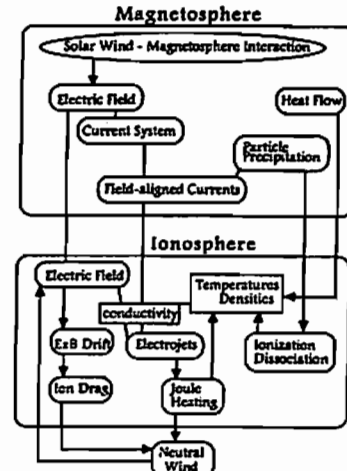 Magnetosphere
Solar Wind - Magnetosphere Interaction
Electric Field
Heat Flow
Current System
Particle
Precipitation
Field-aligned Currents
Ionosphere
Electric Field
Temperatures
Densities
conductivity
ExB Drift
Electrojets
Ionization
Dissociation
Ion Drag
Joule
Heating
Neutral
Wind